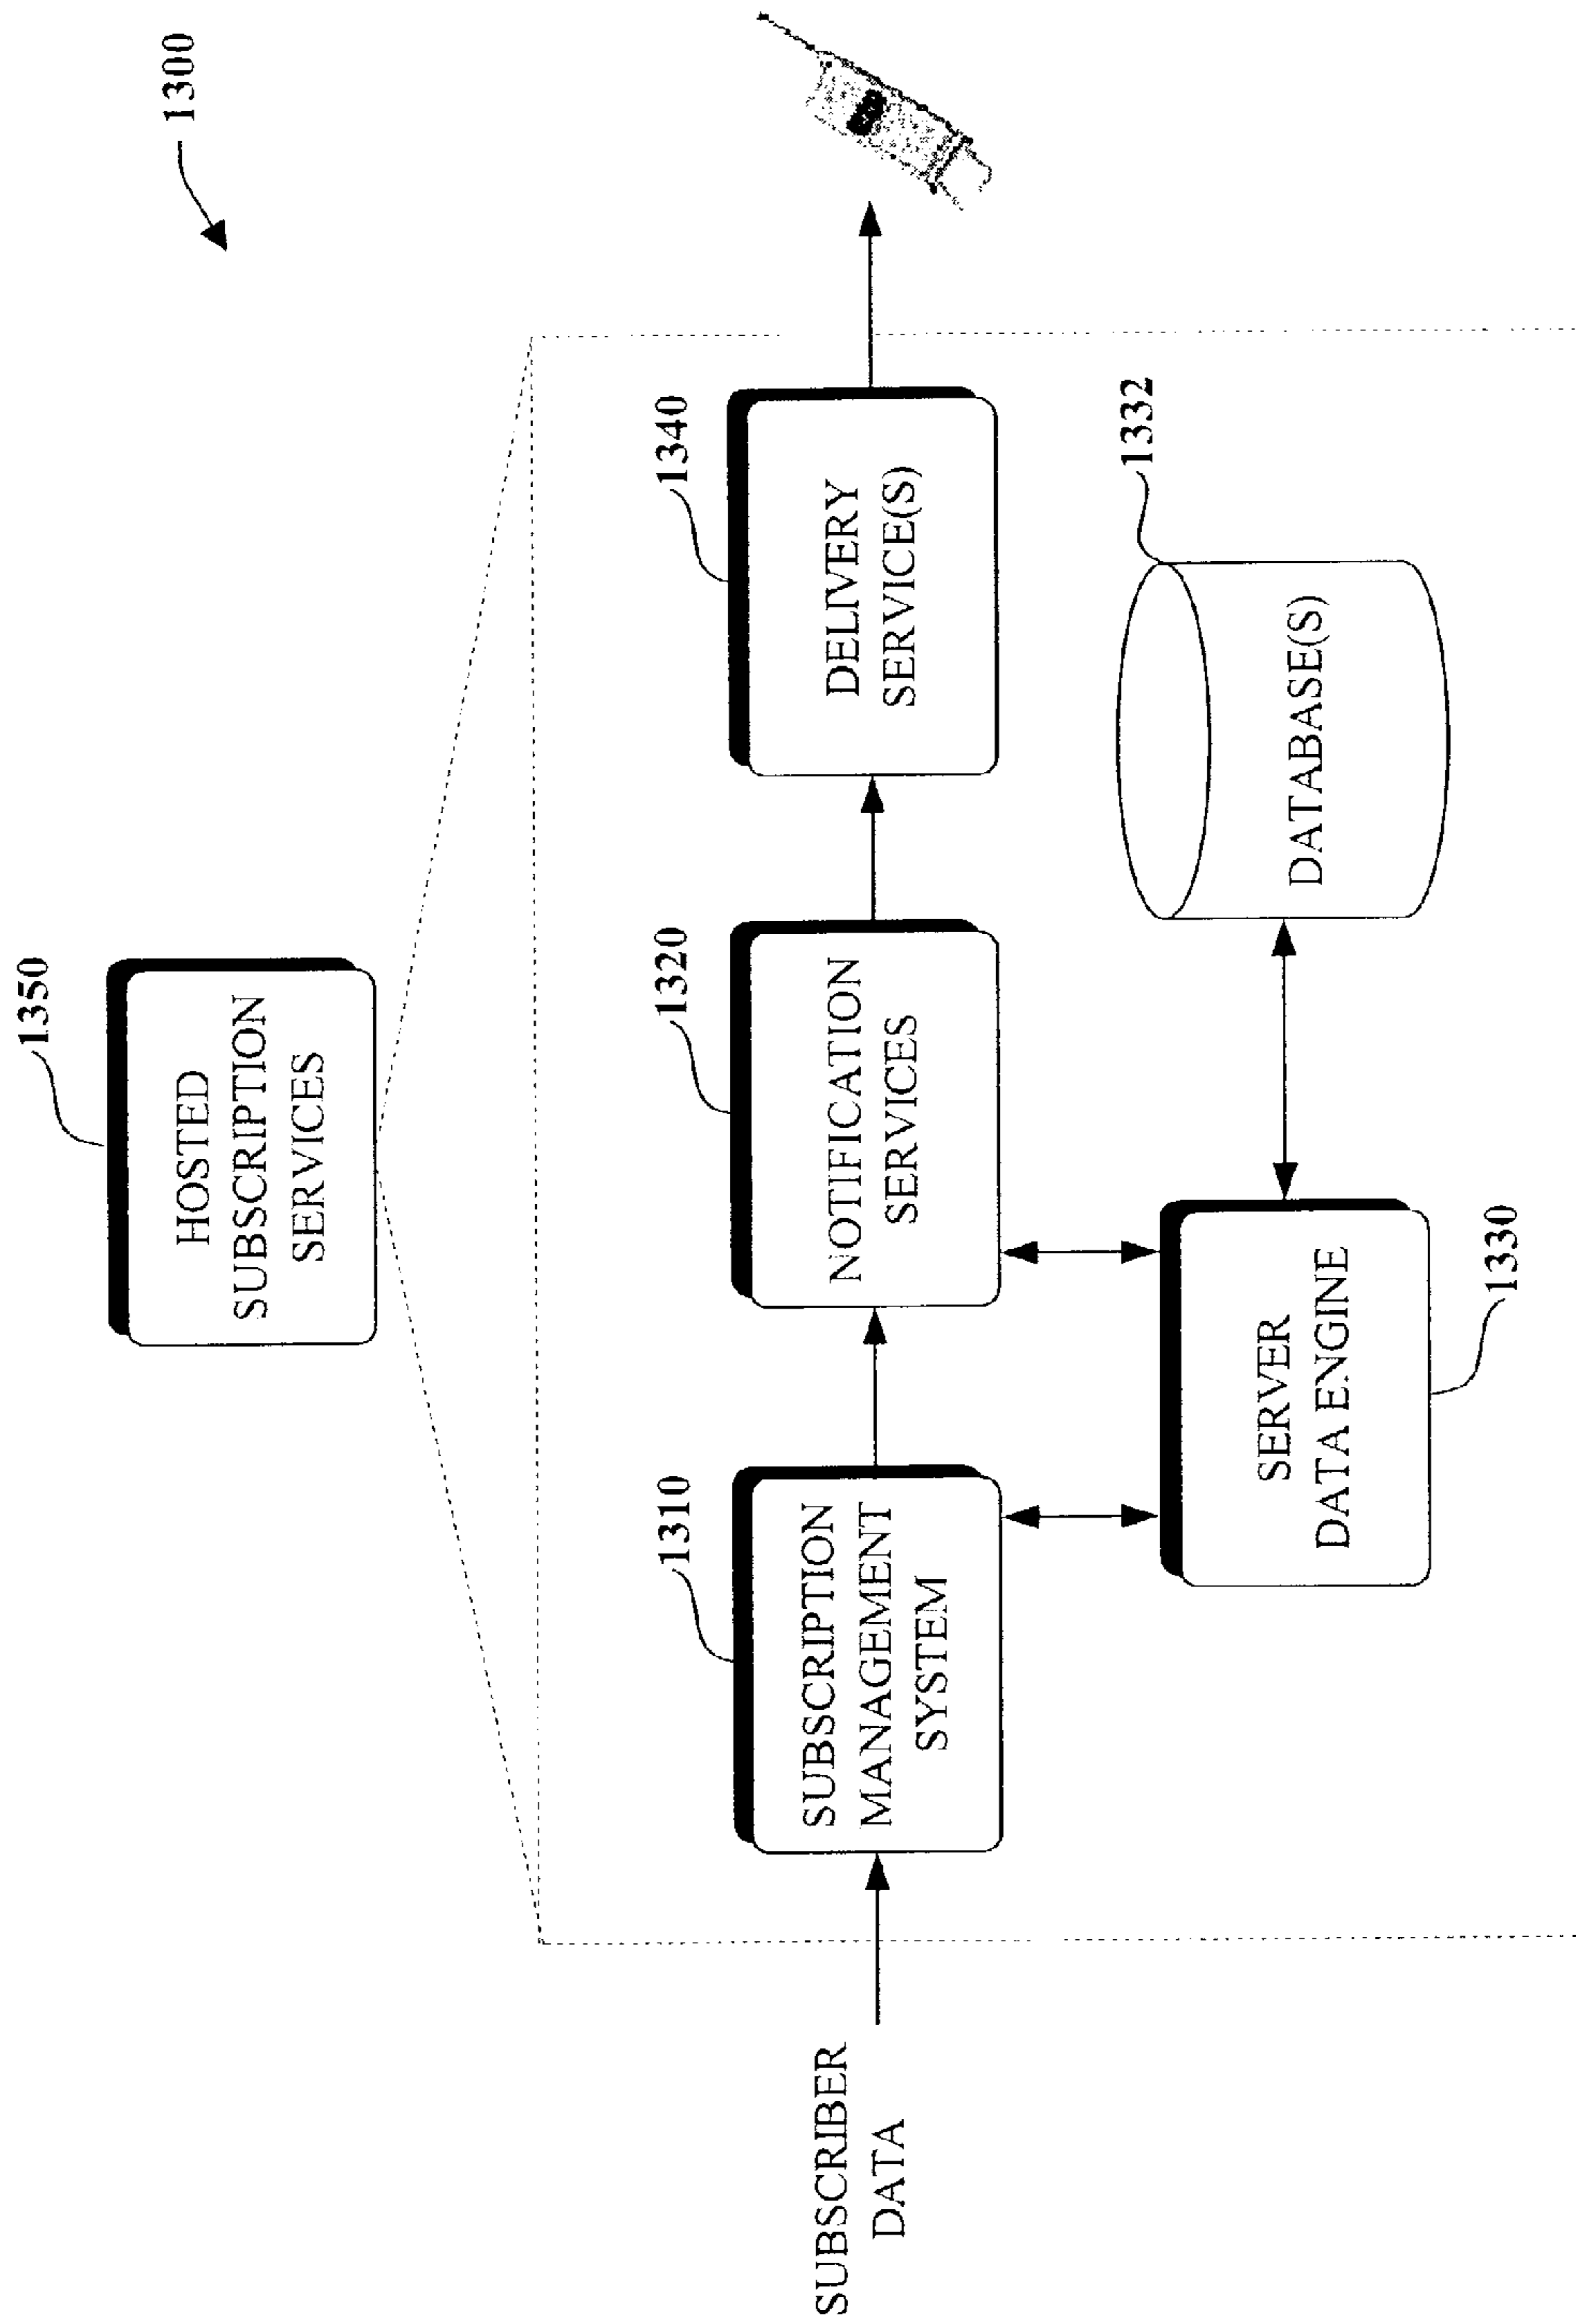 1300
1350
HOSTED
SUBSCRIPTION
SERVICES
1310
SUBSCRIPTION
MANAGEMENT
SYSTEM
1320
NOTIFICATION
SERVICES
1340
DELIVERY
SERVICE(S)
SUBSCRIBER
DATA
SERVER
DATA ENGINE
1330
1332
DATABASE(S)